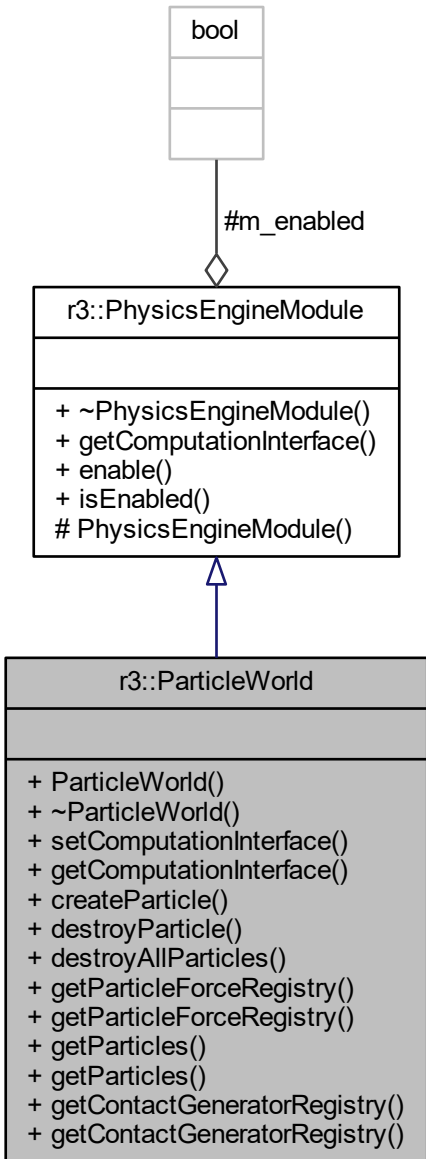 bool
#m_enabled
r3::PhysicsEngineModule
+ ~PhysicsEngineModule()
+ getComputationInterface()
+ enable()
+ isEnabled()
# PhysicsEngineModule()
r3::ParticleWorld
+ ParticleWorld()
+ ~ParticleWorld()
+ setComputationInterface()
+ getComputationInterface()
+ createParticle()
+ destroyParticle()
+ destroyAllParticles()
+ getParticleForceRegistry()
+ getParticleForceRegistry()
+ getParticles()
+ getParticles()
+ getContactGeneratorRegistry()
+ getContactGeneratorRegistry()